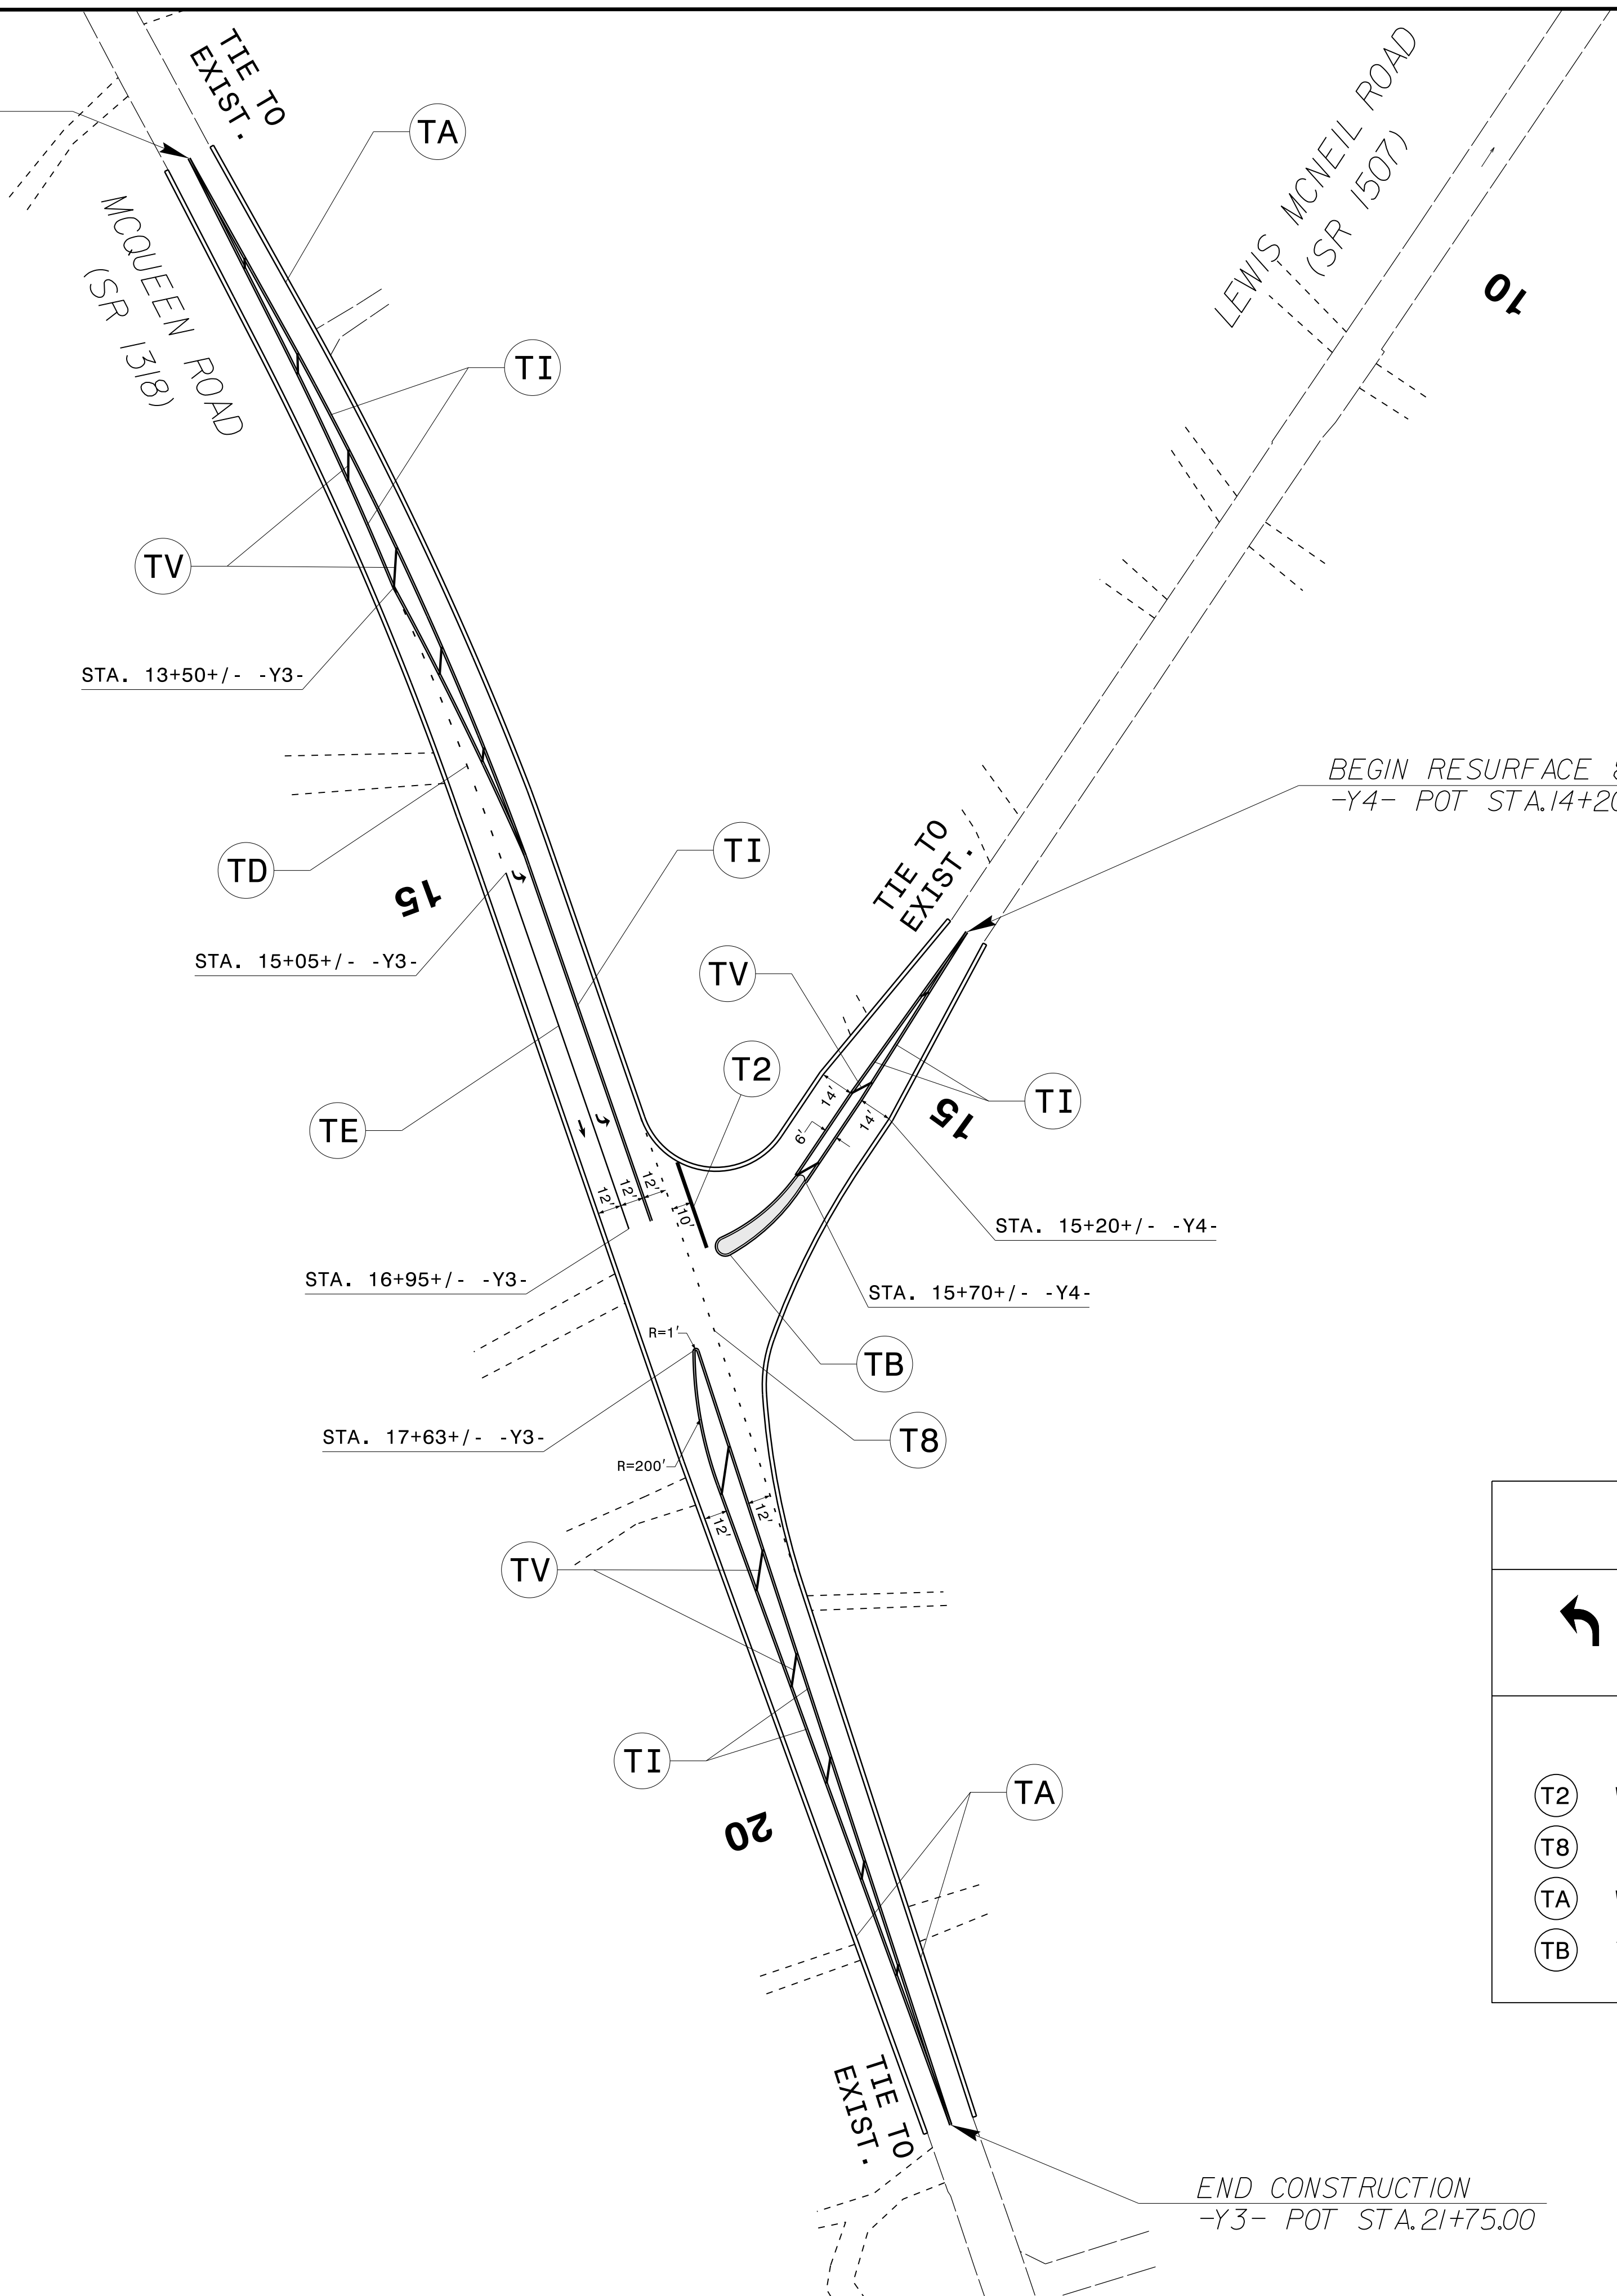 TIE TO
EXIST.
TA
MCQUEEN ROAD
(SR 1318)
LEWIS MCNEIL ROAD
(SR 1507)
10
TI
TV
STA. 13+50+/- -Y3-
BEGIN RESURFACE &
-Y4- POT STA.14+20
TD
15
TI
TIE TO
EXIST.
STA. 15+05+/- -Y3-
TV
T2
TE
14'
6'
14'
15
TI
12'
12'
12'
10'
STA. 15+20+/- -Y4-
STA. 16+95+/- -Y3-
STA. 15+70+/- -Y4-
R=1'
TB
STA. 17+63+/- -Y3-
T8
R=200'
12'
12'
TV
TI
TA
20
T2
T8
TA
TB
TIE TO
EXIST.
END CONSTRUCTION
-Y3- POT STA.21+75.00